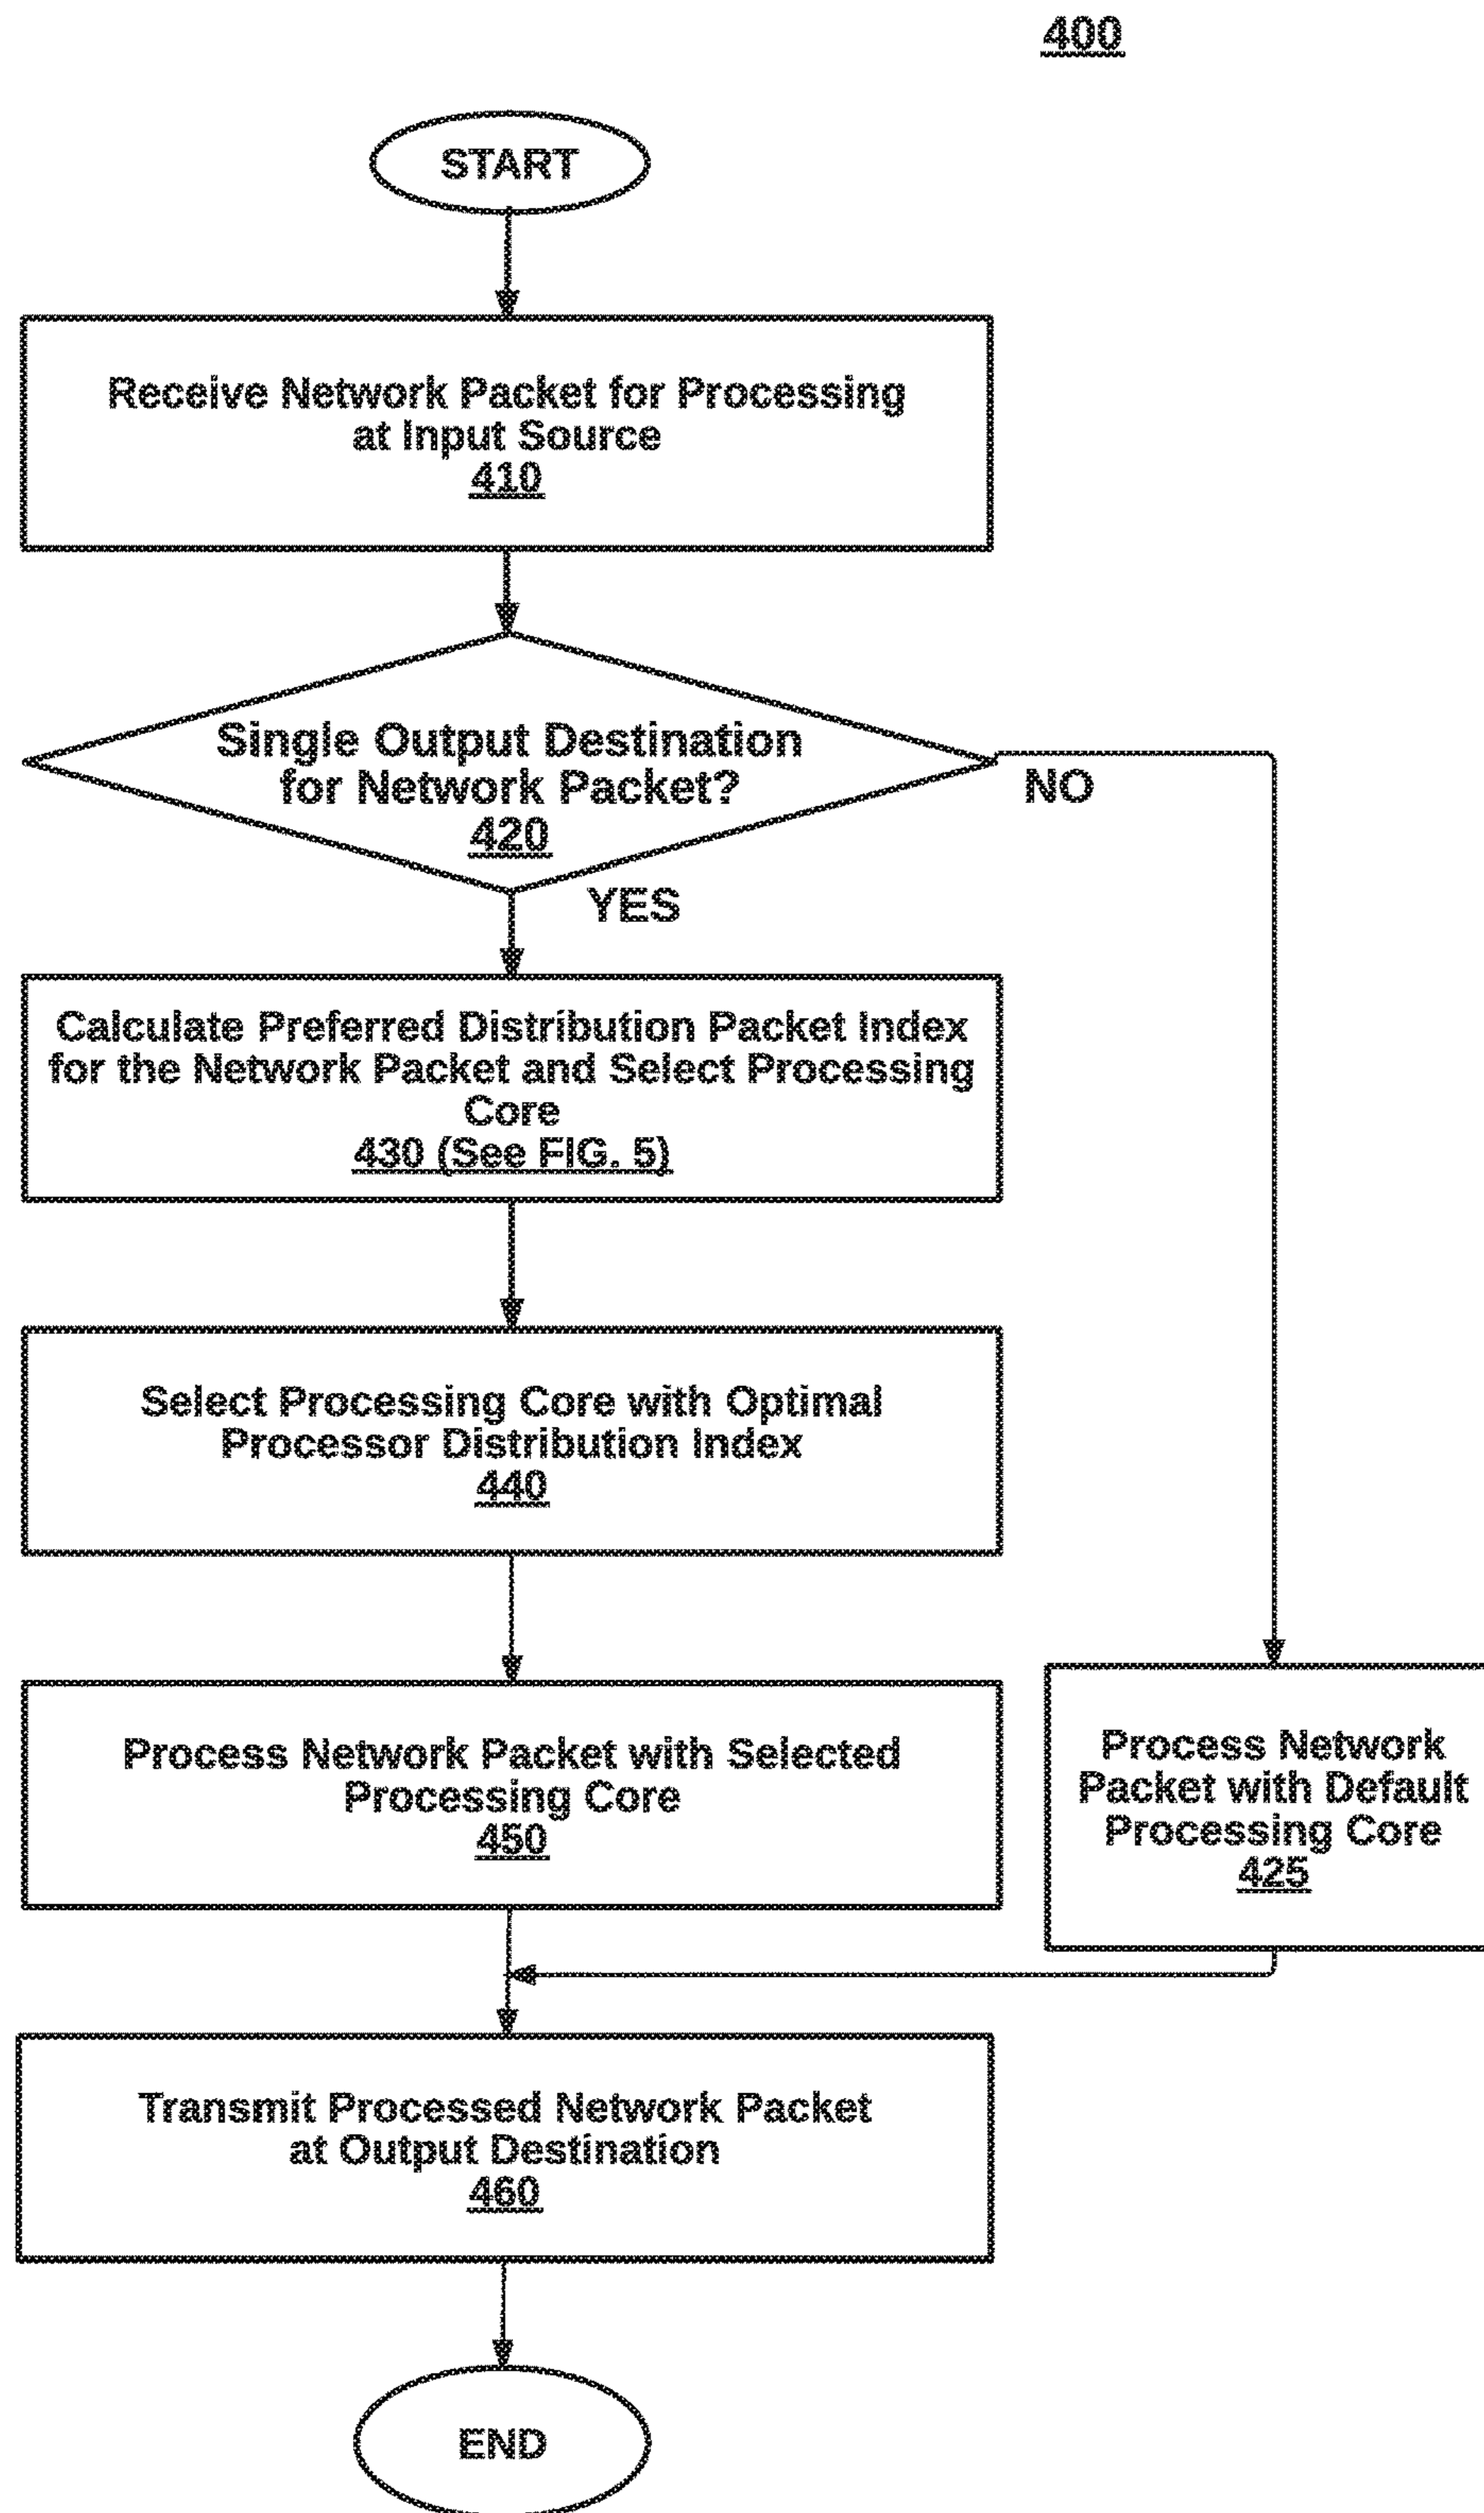 400
START
Receive Network Packet for Processing
at Input Source
410
Single Output Destination
for Network Packet?
420
NO
YES
Calculate Preferred Distribution Packet Index
for the Network Packet and Select Processing
Core
430 (See FIG. 5)
Select Processing Core with Optimal
Processor Distribution Index
440
Process Network Packet with Selected
Processing Core
450
Process Network
Packet with Default
Processing Core
425
Transmit Processed Network Packet
at Output Destination
460
END